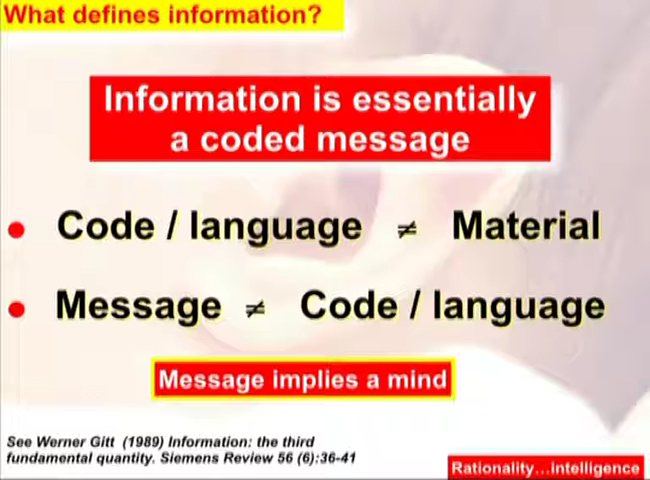 What defines information?
Information is essentially
a coded message
• Code / language ≠ Material
• Message ≠ Code / language
Message implies a mind
See Werner Gitt (1989) Information: the third
fundamental quantity. Siemens Review 56 (6):36-41
Rationality...intelligence